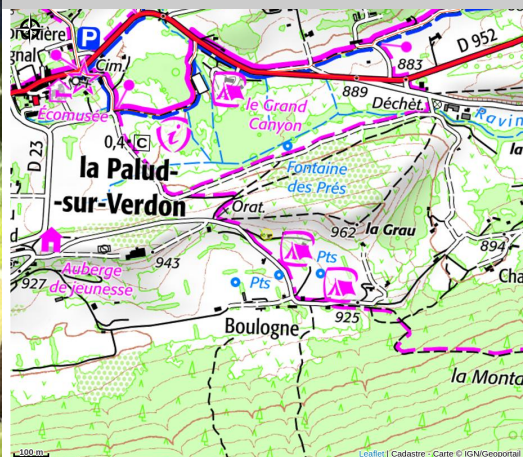 P
D 952
Cim.)
883
889
Ecomusée
le Grand
Canyon
Déchèt.
Ravin
i
0,4
C
D 23
la Palud-
-sur-Verdon
Fontaine
des Prés
Orat.
962
la Grau
894
943
Pts
Auberge
de jeunesse
927
Pts
Cha
Boulogne
925
la Monta
100 m
Leaflet | Cadastre - Carte © IGN/Geoportail